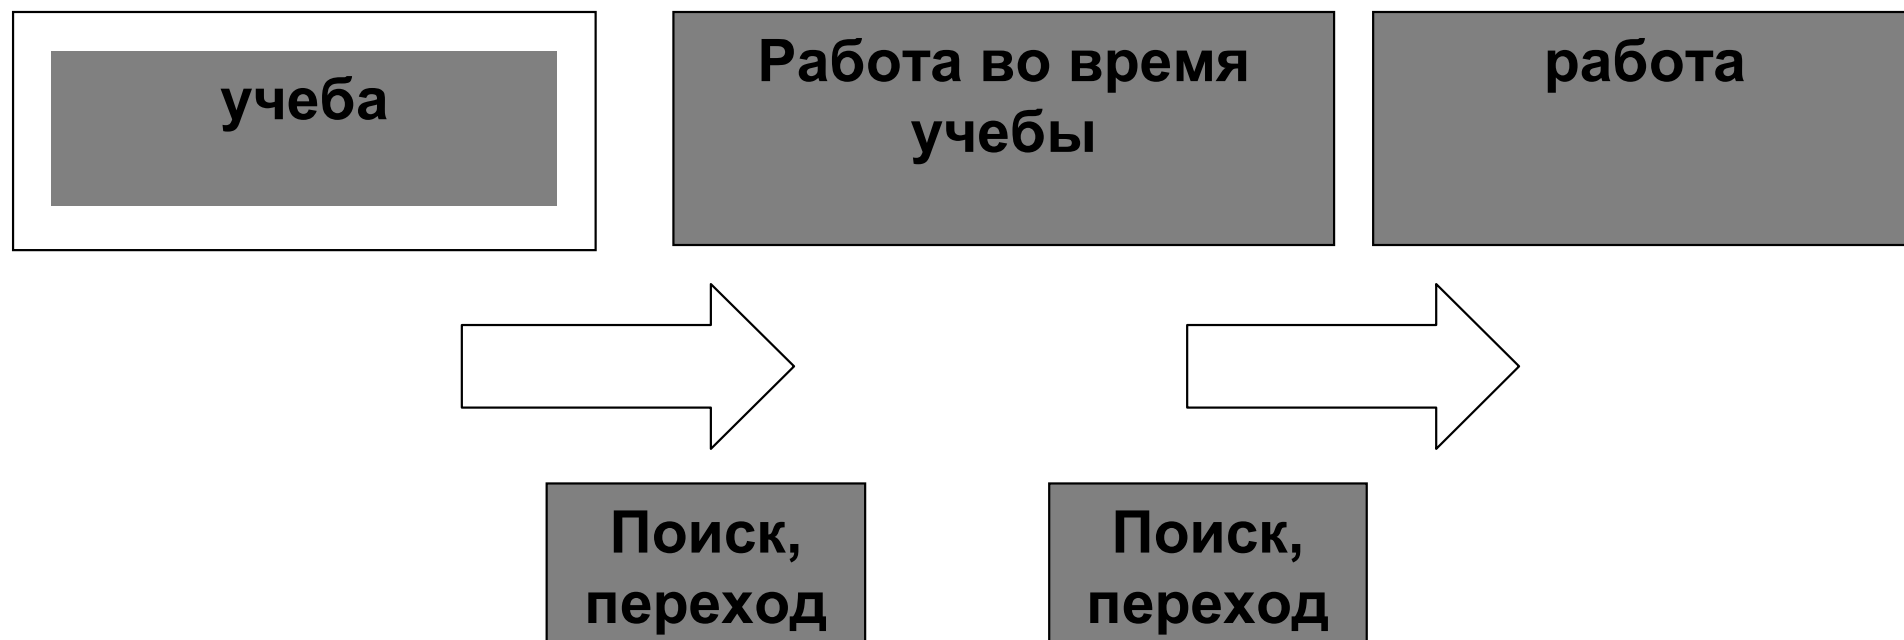 учеба
Работа во время
учебы
работа
Поиск,
переход
Поиск,
переход